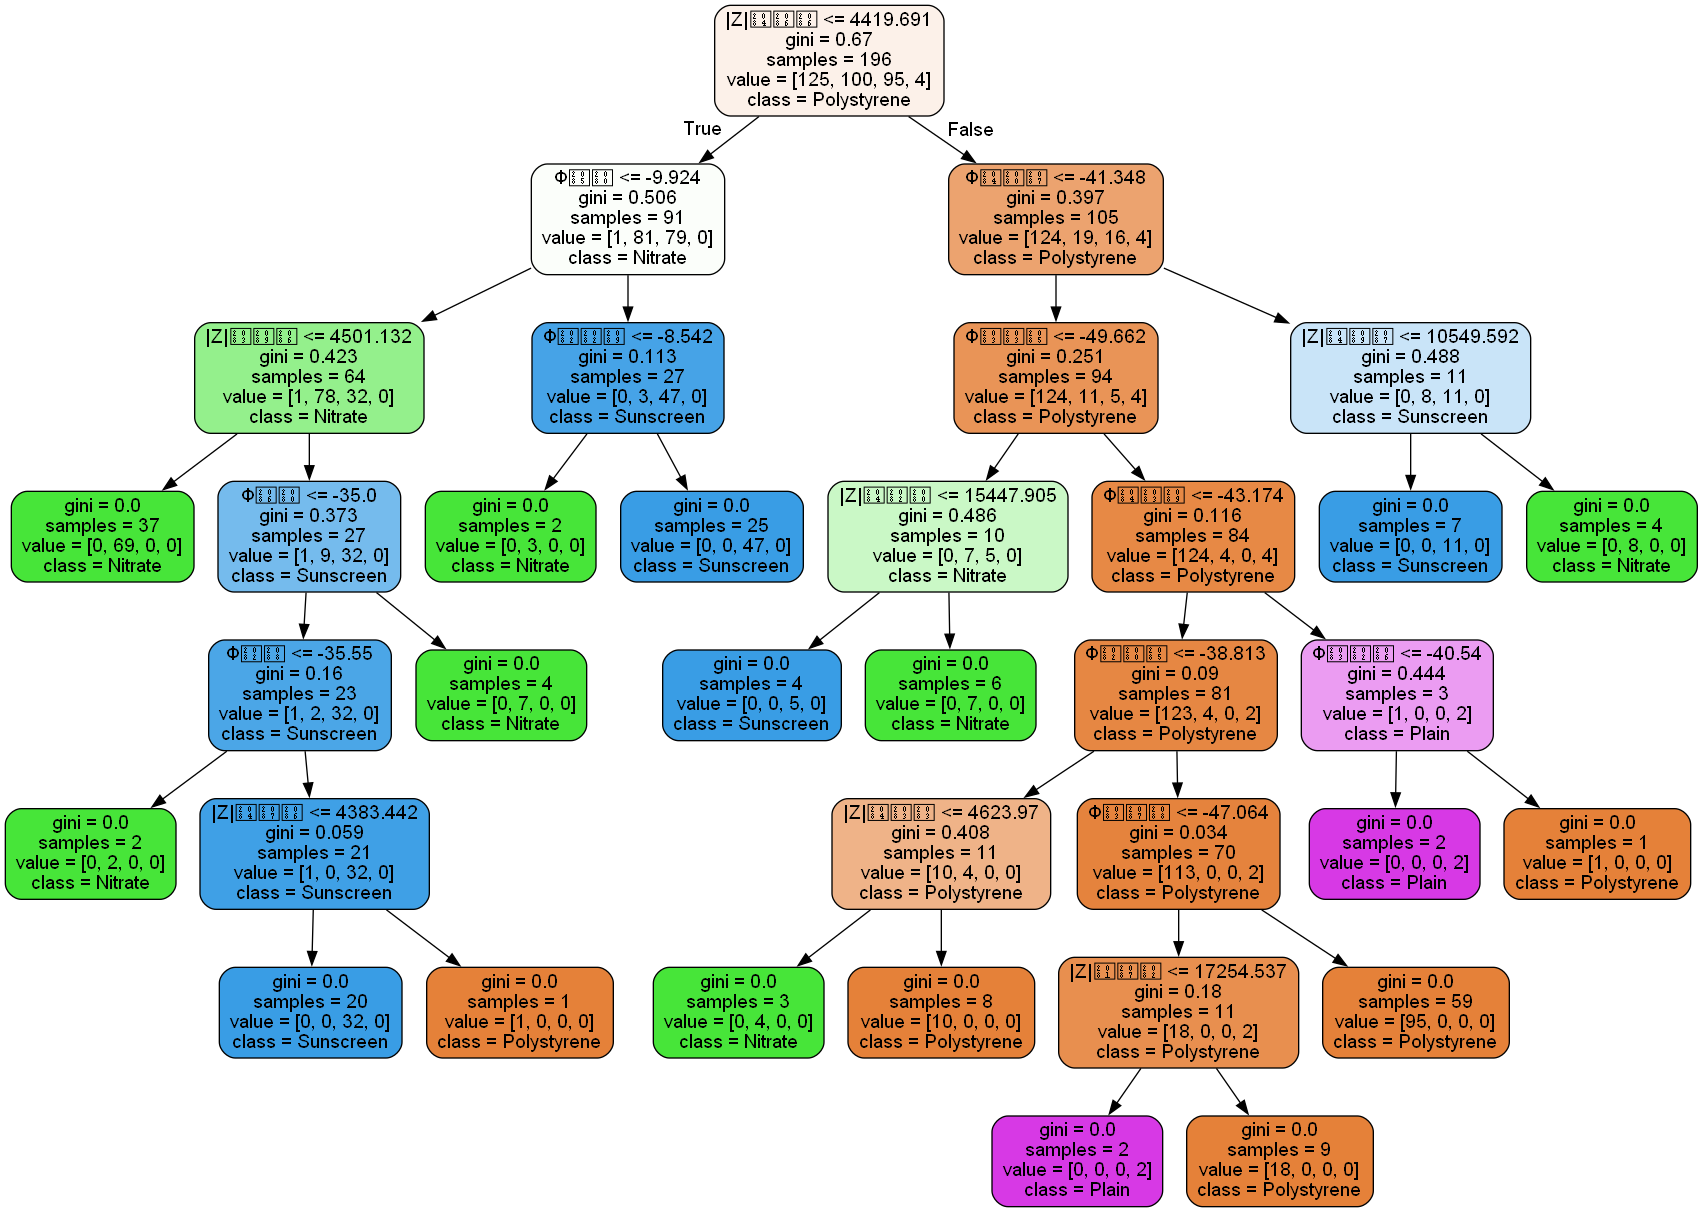 |Z| <= 4419.691
gini = 0.67
samples = 196
value = [125, 100, 95, 4]
class = Polystyrene
True
False
Φ <= -9.924
gini = 0.506
samples = 91
value = [1, 81, 79, 0]
class = Nitrate
Φ <= -41.348
gini = 0.397
samples = 105
value = [124, 19, 16, 4]
class = Polystyrene
|Z| <= 4501.132
gini = 0.423
samples = 64
value = [1, 78, 32, 0]
class = Nitrate
Φ <= -8.542
gini = 0.113
samples = 27
value = [0, 3, 47, 0]
class = Sunscreen
Φ <= -49.662
gini = 0.251
samples = 94
value = [124, 11, 5, 4]
class = Polystyrene
|Z| <= 10549.592
gini = 0.488
samples = 11
value = [0, 8, 11, 0]
class = Sunscreen
gini = 0.0
samples = 37
value = [0, 69, 0, 0]
class = Nitrate
Φ <= -35.0
gini = 0.373
samples = 27
value = [1, 9, 32, 0]
class = Sunscreen
gini = 0.0
samples = 2
value = [0, 3, 0, 0]
class = Nitrate
gini = 0.0
samples = 25
value = [0, 0, 47, 0]
class = Sunscreen
|Z| <= 15447.905
gini = 0.486
samples = 10
value = [0, 7, 5, 0]
class = Nitrate
Φ <= -43.174
gini = 0.116
samples = 84
value = [124, 4, 0, 4]
class = Polystyrene
gini = 0.0
samples = 7
value = [0, 0, 11, 0]
class = Sunscreen
gini = 0.0
samples = 4
value = [0, 8, 0, 0]
class = Nitrate
Φ <= -35.55
gini = 0.16
samples = 23
value = [1, 2, 32, 0]
class = Sunscreen
gini = 0.0
samples = 4
value = [0, 7, 0, 0]
class = Nitrate
gini = 0.0
samples = 4
value = [0, 0, 5, 0]
class = Sunscreen
gini = 0.0
samples = 6
value = [0, 7, 0, 0]
class = Nitrate
Φ <= -38.813
gini = 0.09
samples = 81
value = [123, 4, 0, 2]
class = Polystyrene
Φ <= -40.54
gini = 0.444
samples = 3
value = [1, 0, 0, 2]
class = Plain
gini = 0.0
samples = 2
value = [0, 2, 0, 0]
class = Nitrate
|Z| <= 4383.442
gini = 0.059
samples = 21
value = [1, 0, 32, 0]
class = Sunscreen
|Z| <= 4623.97
gini = 0.408
samples = 11
value = [10, 4, 0, 0]
class = Polystyrene
Φ <= -47.064
gini = 0.034
samples = 70
value = [113, 0, 0, 2]
class = Polystyrene
gini = 0.0
samples = 2
value = [0, 0, 0, 2]
class = Plain
gini = 0.0
samples = 1
value = [1, 0, 0, 0]
class = Polystyrene
gini = 0.0
samples = 20
value = [0, 0, 32, 0]
class = Sunscreen
gini = 0.0
samples = 1
value = [1, 0, 0, 0]
class = Polystyrene
gini = 0.0
samples = 3
value = [0, 4, 0, 0]
class = Nitrate
gini = 0.0
samples = 8
value = [10, 0, 0, 0]
class = Polystyrene
|Z| <= 17254.537
gini = 0.18
samples = 11
value = [18, 0, 0, 2]
class = Polystyrene
gini = 0.0
samples = 59
value = [95, 0, 0, 0]
class = Polystyrene
gini = 0.0
samples = 2
value = [0, 0, 0, 2]
class = Plain
gini = 0.0
samples = 9
value = [18, 0, 0, 0]
class = Polystyrene